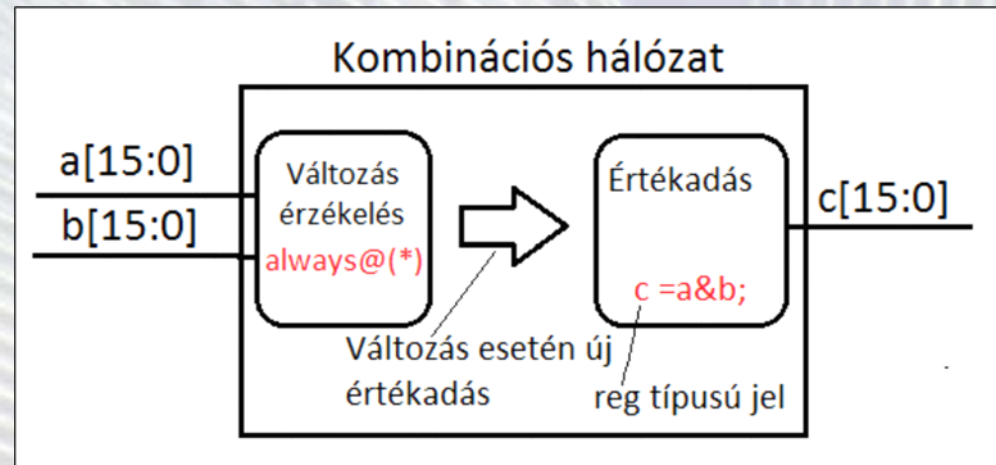 Kombinációs hálózat
a[15:0]
b[15:0]
Változás
érzékelés
always@(*)
Értékadás
c =a&b;
c[15:0]
Változás esetén új
értékadás
reg típusú jel